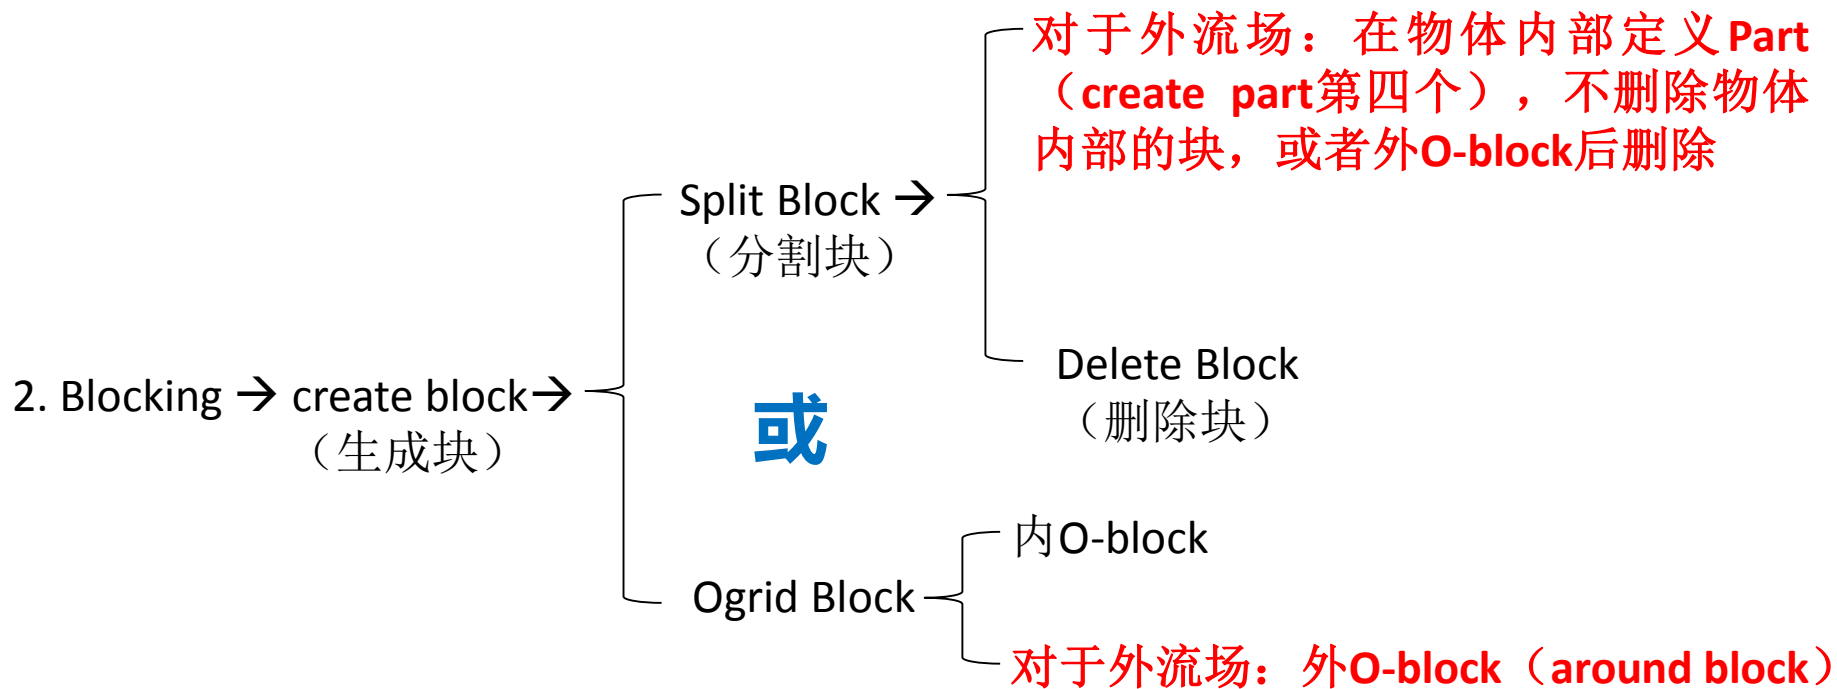 对于外流场：在物体内部定义Part
（create part第四个），不删除物体
内部的块，或者外O-block后删除
Split Block →
（分割块）
Delete Block
（删除块）
2. Blocking → create block→
（生成块）
或
内O-block
Ogrid Block
对于外流场：外O-block（around block）